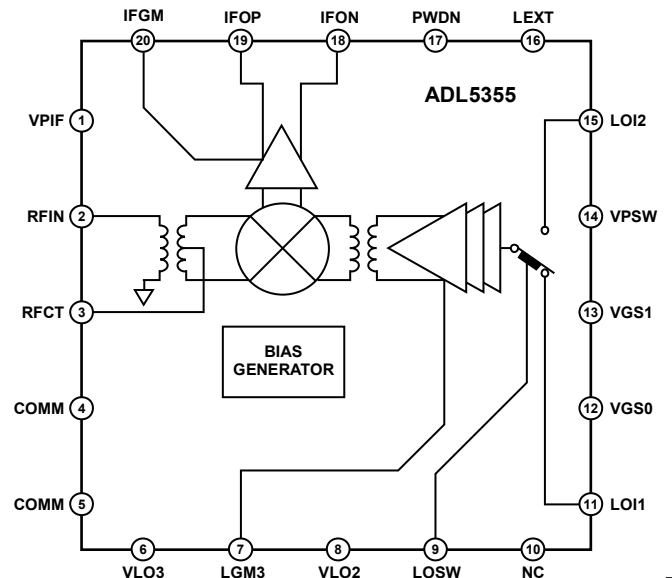 IFGM IFOP IFON PWDN LEXT
20 19 18 17 16
ADL5355
VPIF 1
15 LOI2
RFIN 2
14 VPSW
RFCT 3
13 VGS1
BIAS
GENERATOR
COMM 4
12 VGS0
COMM 5
11 LOI1
6 7 8 9 10
VLO3 LGM3 VLO2 LOSW NC